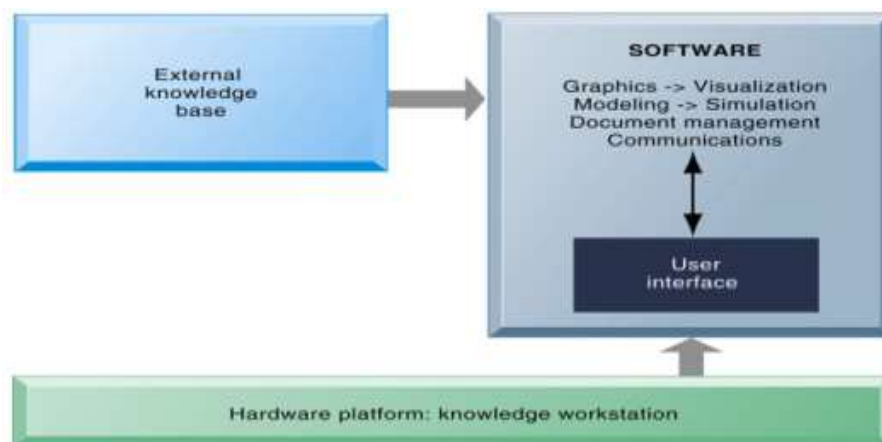 External
knowledge
base
SOFTWARE
Graphics -> Visualization
Modeling -> Simulation
Document management
Communications
User
interface
Hardware platform: knowledge workstation